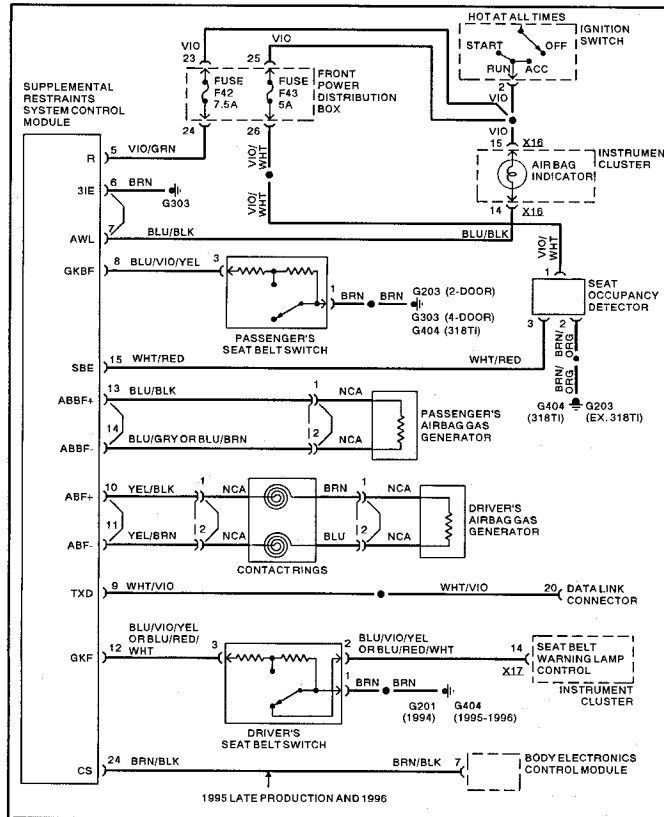 HOT AT ALL TIMES
IGNITION
SWITCH
START
OFF
RUN
ACC
2
VIO
VIO
23
25
VIO
FUSE
F42
7.5A
FUSE
F43
5A
FRONT
POWER
DISTRIBUTION
BOX
24
26
VIO
15
X16
INSTRUMENT
CLUSTER
AIR BAG
INDICATOR
14
X16
SUPPLEMENTAL
RESTRAINTS
SYSTEM CONTROL
MODULE
R
5
VIO/GRN
VIO/
WHT
VIO/
WHT
3IE
6
BRN
G303
AWL
7
BLU/BLK
BLU/BLK
VIO/
WHT
GKBF
8
BLU/VIO/YEL
3
1
BRN
BRN
G203 (2-DOOR)
G303 (4-DOOR)
G404 (318TI)
PASSENGER'S
SEAT BELT SWITCH
1
SEAT
OCCUPANCY
DETECTOR
3
2
SBE
15
WHT/RED
WHT/RED
BRN/
ORG
BRN/
ORG
G404
(318TI)
G203
(EX. 318TI)
ABBF+
13
BLU/BLK
1
NCA
ABBF-
14
BLU/GRY OR BLU/BRN
2
NCA
PASSENGER'S
AIRBAG GAS
GENERATOR
ABF+
10
YEL/BLK
1
NCA
BRN
1
NCA
ABF-
11
YEL/BRN
2
NCA
BLU
2
NCA
CONTACT RINGS
DRIVER'S
AIRBAG GAS
GENERATOR
TXD
9
WHT/VIO
WHT/VIO
20
DATA LINK
CONNECTOR
GKF
12
BLU/VIO/YEL
OR BLU/RED/
WHT
3
2
BLU/VIO/YEL
OR BLU/RED/WHT
14
X17
SEAT BELT
WARNING LAMP
CONTROL
INSTRUMENT
CLUSTER
1
BRN
BRN
G201
(1994)
G404
(1995-1996)
DRIVER'S
SEAT BELT SWITCH
CS
24
BRN/BLK
BRN/BLK
7
BODY ELECTRONICS
CONTROL MODULE
1995 LATE PRODUCTION AND 1996